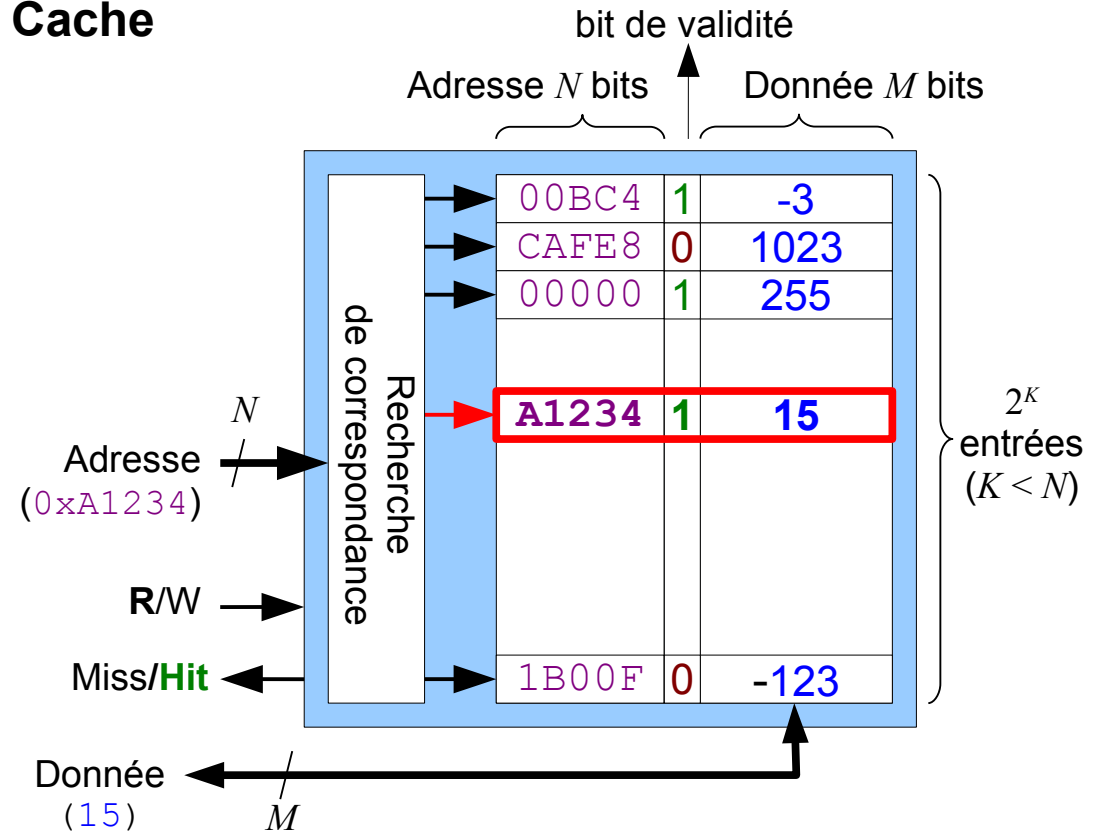 Cache
bit de validité
Adresse N bits
Donnée M bits
00BC4 1 -3
CAFE8 0 1023
00000 1 255
A1234 1 15
1B00F 0 -123
Recherche
de correspondance
N
Adresse
(0xA1234)
R/W
Miss/Hit
Donnée
(15)
M
2^K
entrées
(K < N)